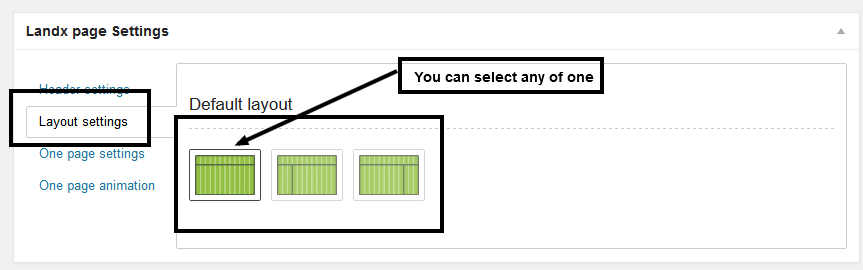 Landx page Settings
You can select any of one
Header settings
Default layout
Layout settings
One page settings
One page animation